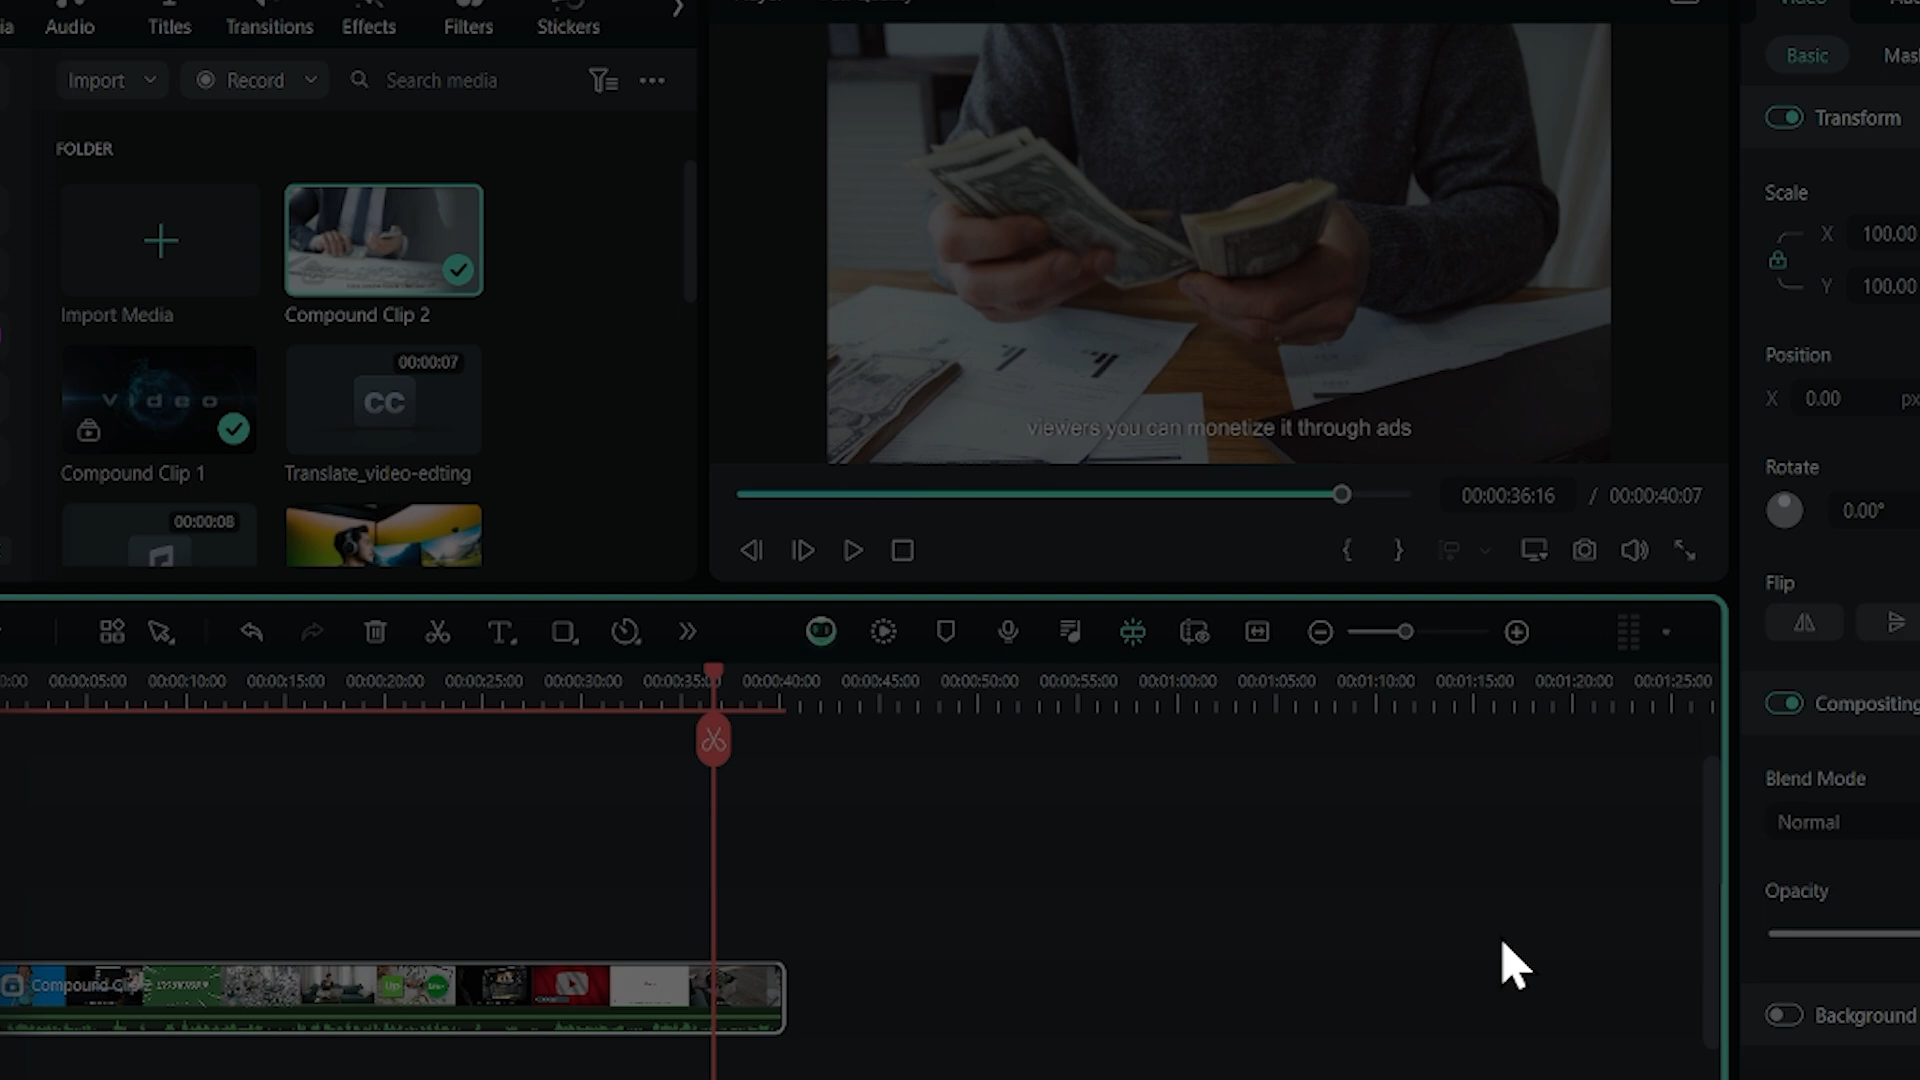 Audio
Titles
Transitions
Effects
Filters
Stickers
Import
Record
Search media
FOLDER
Import Media
Compound Clip 2
00:00:07
CC
Video
Compound Clip 1
Translate_video-edting
00:00:08
viewers you can monetize it through ads
00:00:36:16 / 00:00:40:07
Basic
Transform
Scale
X 100.00
Y 100.00
Position
X 0.00 px
Rotate
0.00°
Flip
Compositing
Blend Mode
Normal
Opacity
Background
00:00:05:00 00:00:10:00 00:00:15:00 00:00:20:00 00:00:25:00 00:00:30:00 00:00:35:00 00:00:40:00 00:00:45:00 00:00:50:00 00:00:55:00 00:01:00:00 00:01:05:00 00:01:10:00 00:01:15:00 00:01:20:00 00:01:25:00
Compound Clip 2